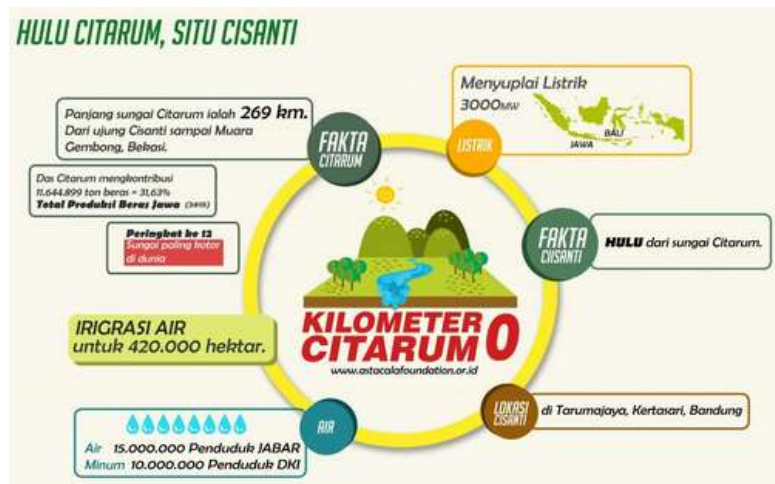 HULU CITARUM, SITU CISANTI
Panjang sungai Citarum ialah 269 km.
Dari ujung Cisanti sampai Muara
Gembong, Bekasi.
FAKTA
CITARUM
Das Citarum mengkontribusi
11.644.899 ton beras = 31,63%
Total Produksi Beras Jawa
Peringkat ke 12
Sungai paling kotor
di dunia
IRIGRASI AIR
untuk 420.000 hektar.
Air 15.000.000 Penduduk JABAR
Minum 10.000.000 Penduduk DKI
AIR
Menyuplai Listrik
3000MW
BALI
JAWA
LISTRIK
FAKTA
CIISANTI
HULU dari sungai Citarum.
LOKASI
CISANTI
di Tarumajaya, Kertasari, Bandung
KILOMETER 0
CITARUM
www.astacalafoundation.or.id